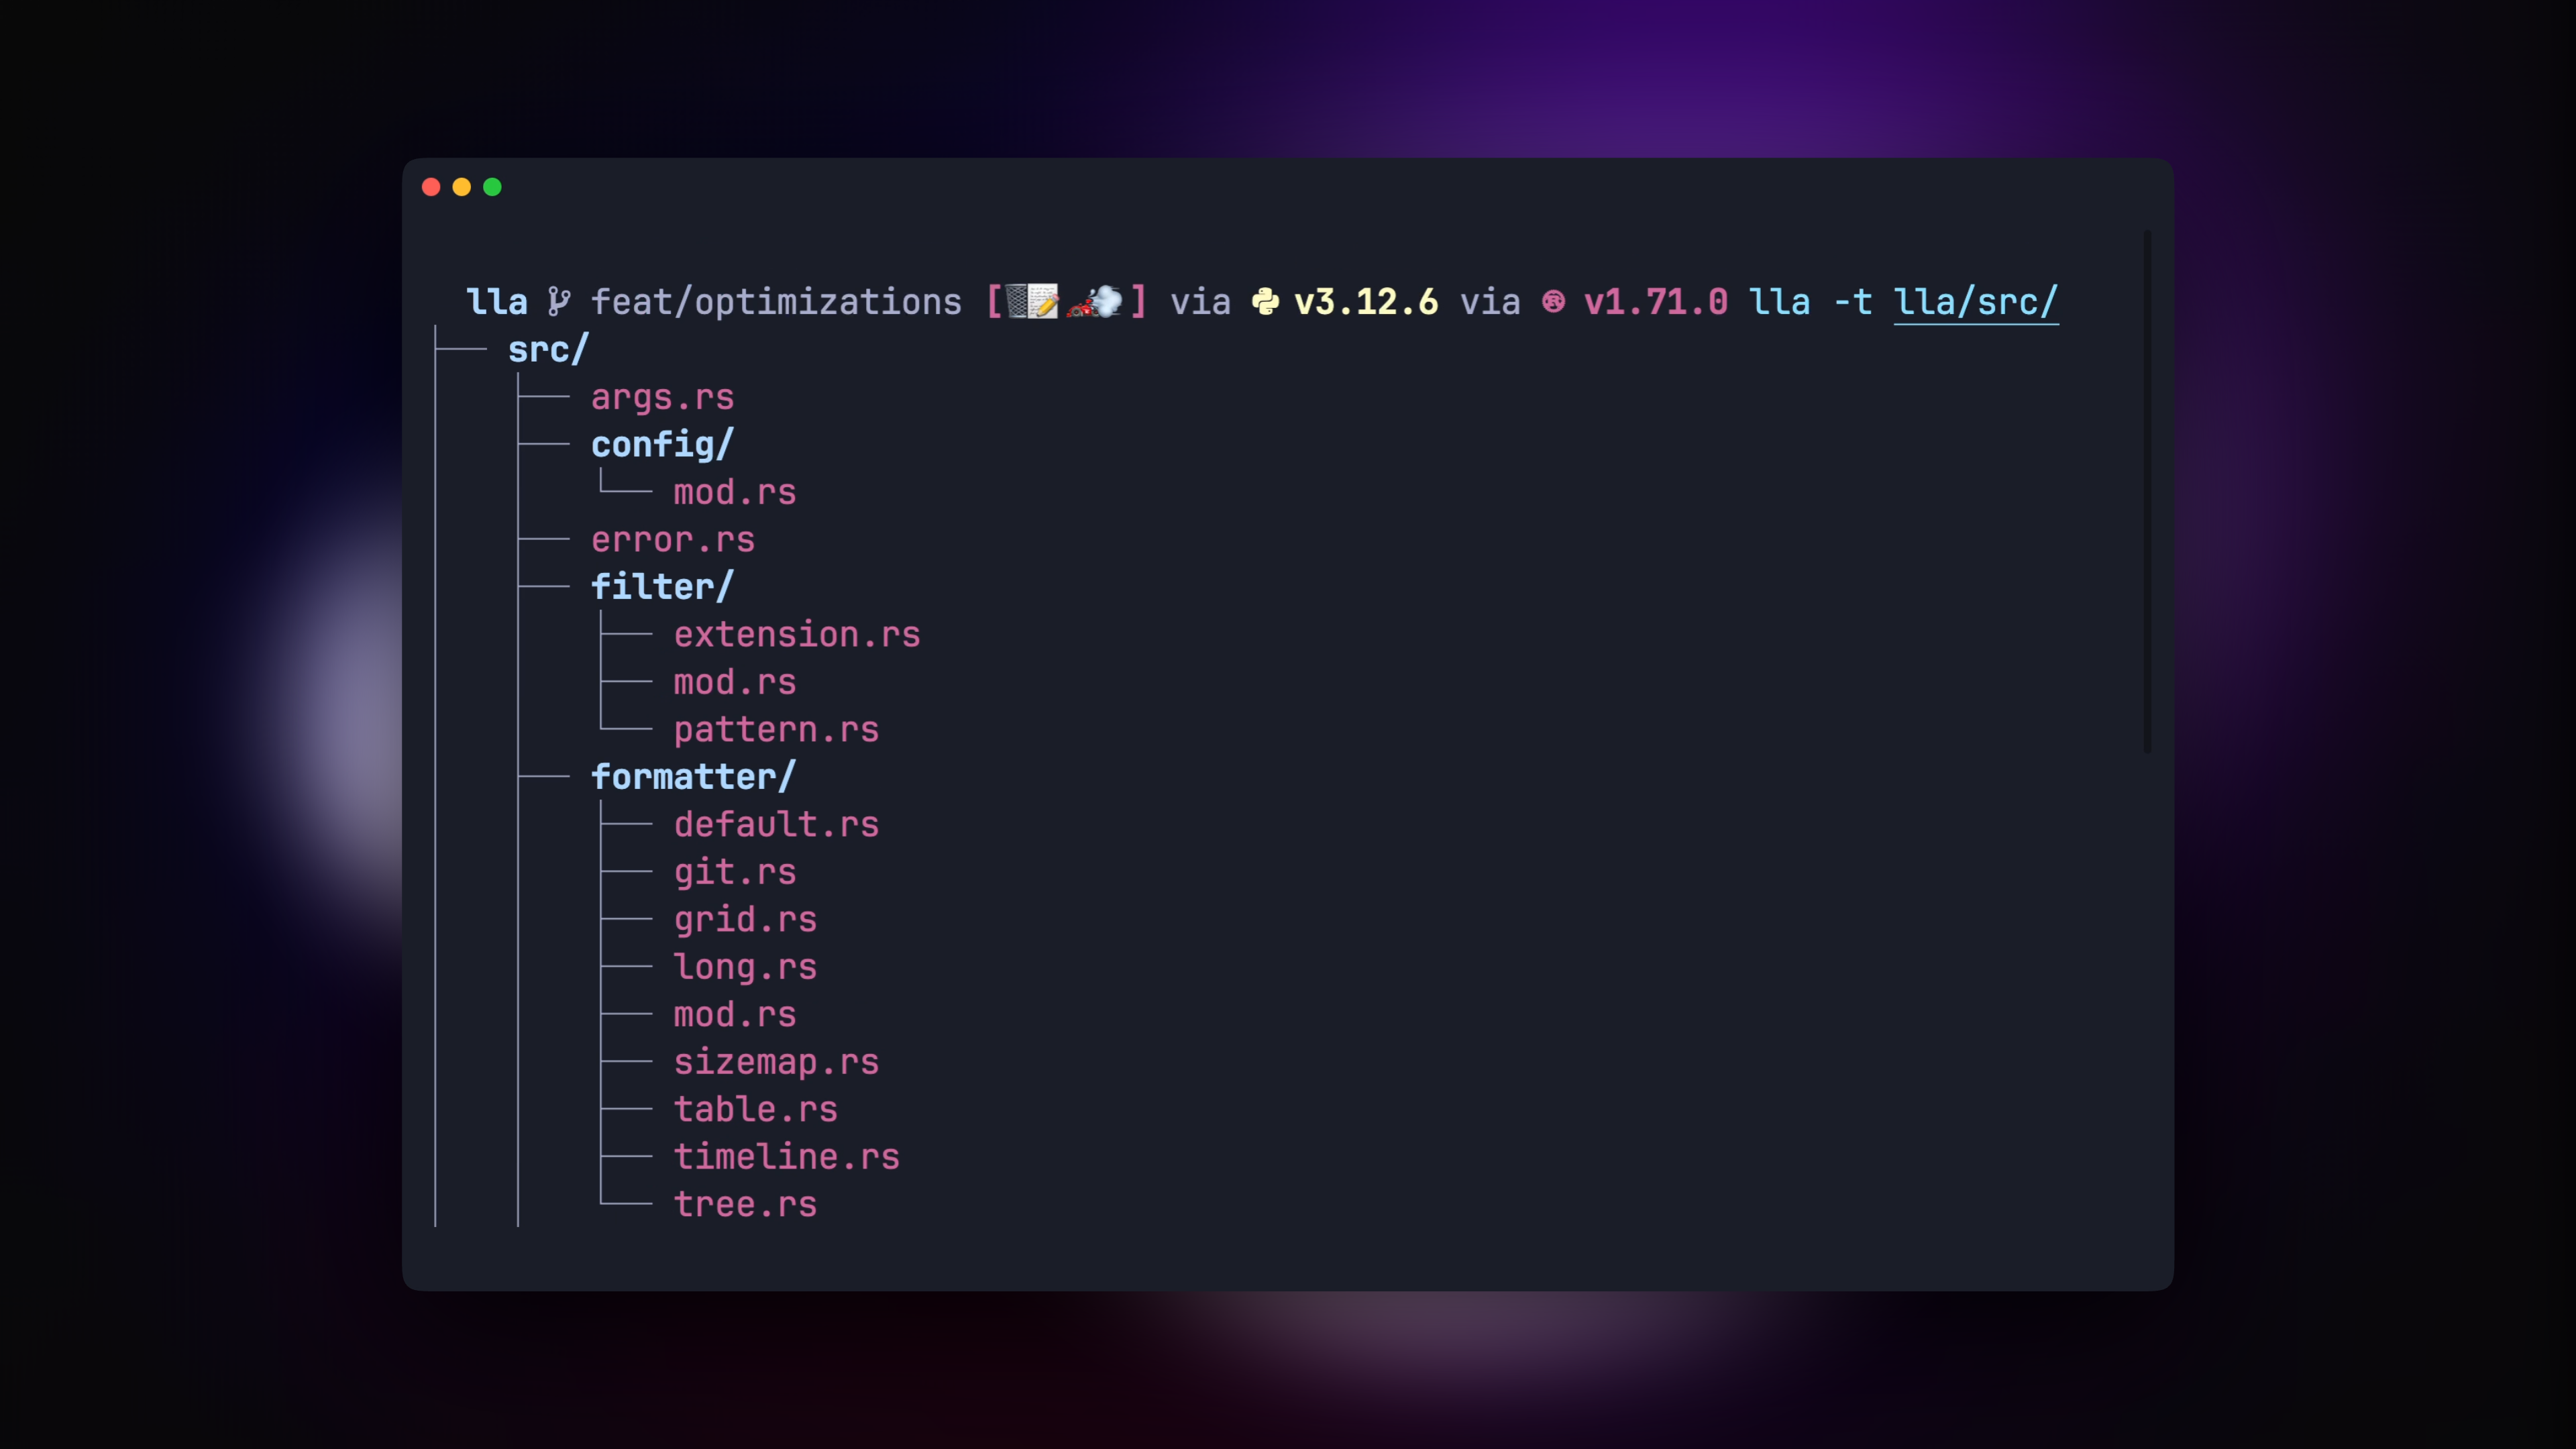 lla feat/optimizations [🗑️📝🏎️💨] via v3.12.6 via v1.71.0 lla -t lla/src/
├── src/
│   ├── args.rs
│   ├── config/
│   │   └── mod.rs
│   ├── error.rs
│   ├── filter/
│   │   ├── extension.rs
│   │   ├── mod.rs
│   │   └── pattern.rs
│   ├── formatter/
│   │   ├── default.rs
│   │   ├── git.rs
│   │   ├── grid.rs
│   │   ├── long.rs
│   │   ├── mod.rs
│   │   ├── sizemap.rs
│   │   ├── table.rs
│   │   ├── timeline.rs
│   │   └── tree.rs